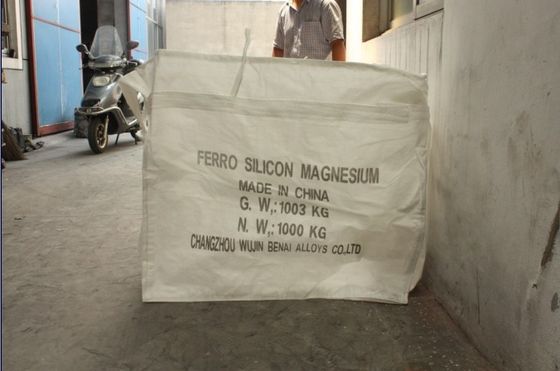 FERRO SILICON MAGNESIUM
MADE IN CHINA
G. W,: 1003 KG
N. W,: 1000 KG
CHANGZHOU WUJIN BENAI ALLOYS CO.,LTD